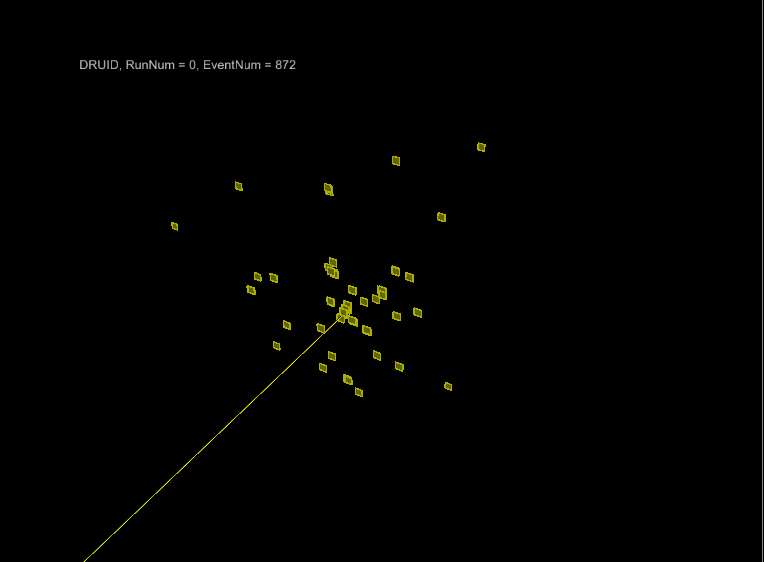 DRUID, RunNum = 0, EventNum = 872